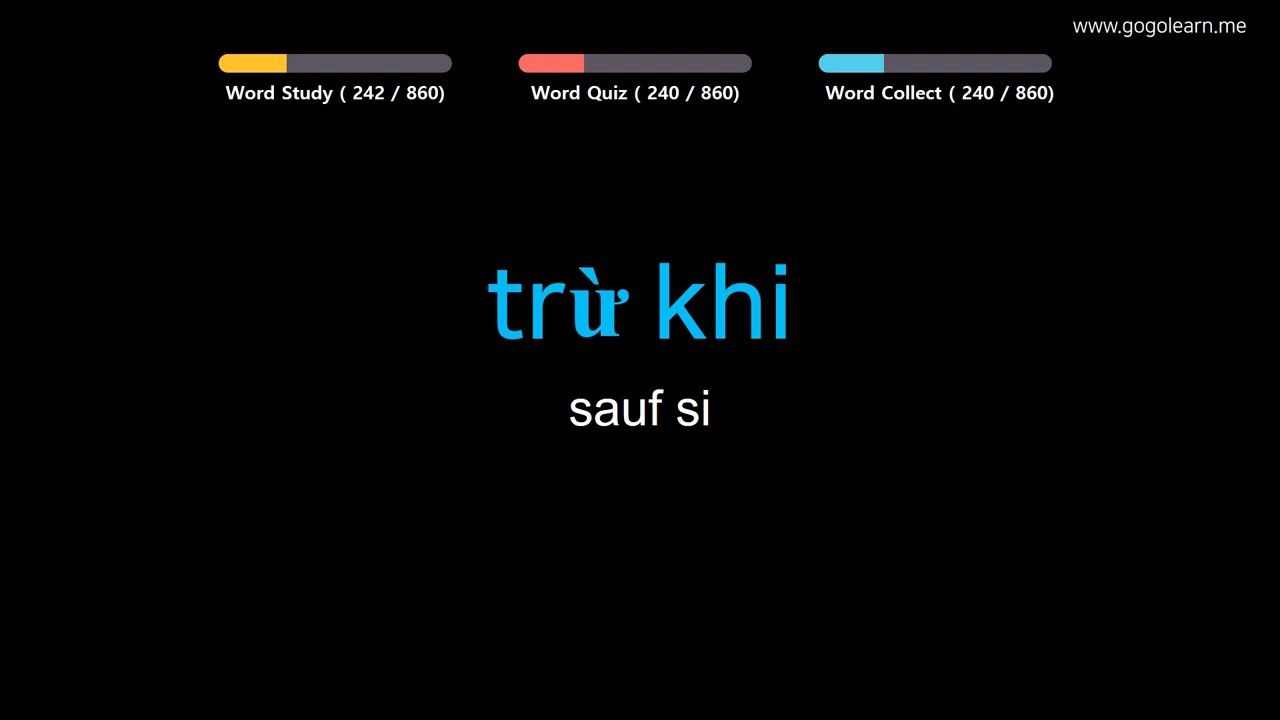 www.gogolearn.me
Word Study ( 242 / 860)
Word Quiz ( 240 / 860)
Word Collect ( 240 / 860)
trừ khi
sauf si